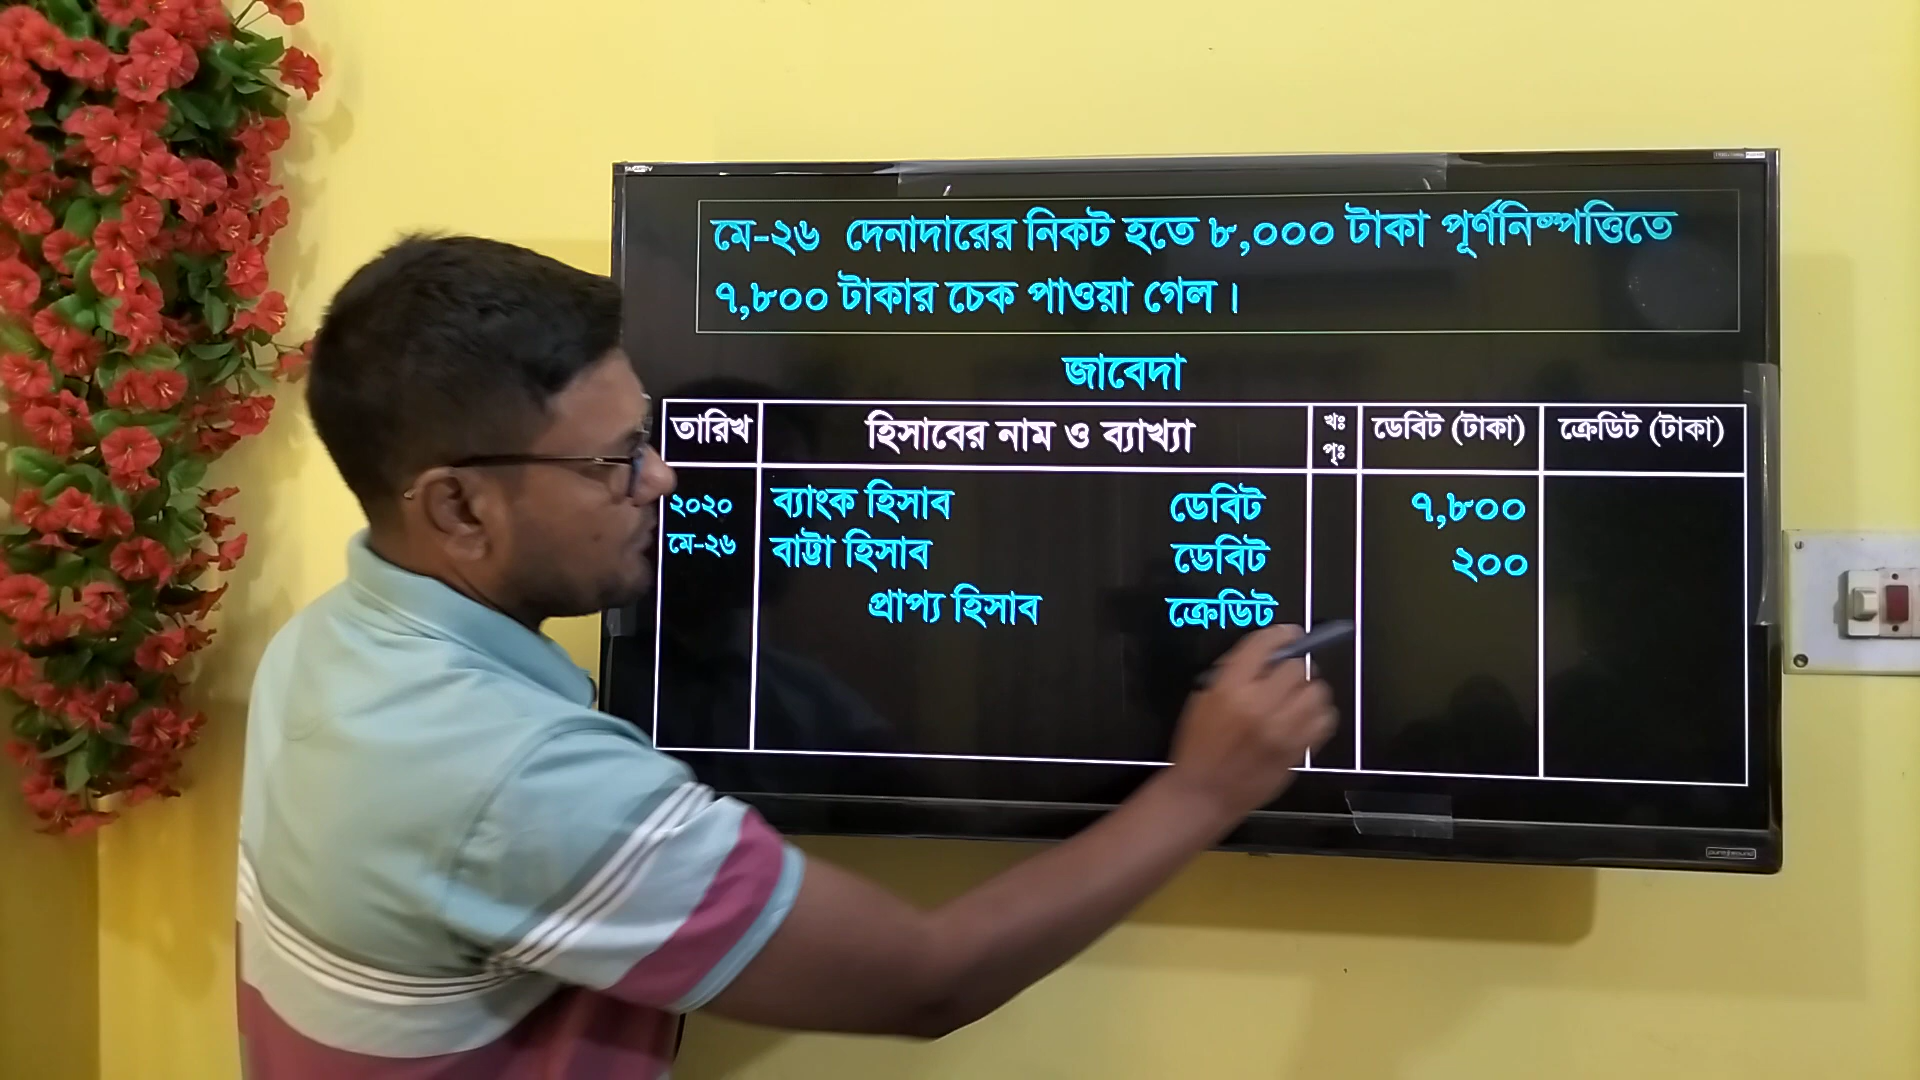 মে-২৬ দেনাদারের নিকট হতে ৮,০০০ টাকা পূর্ণনিষ্পত্তিতে
৭,৮০০ টাকার চেক পাওয়া গেল।
জাবেদা
তারিখ হিসাবের নাম ও ব্যাখ্যা খঃ পৃঃ ডেবিট (টাকা) ক্রেডিট (টাকা)
২০২০ ব্যাংক হিসাব ডেবিট ৭,৮০০
মে-২৬ বাট্টা হিসাব ডেবিট ২০০
প্রাপ্য হিসাব ক্রেডিট